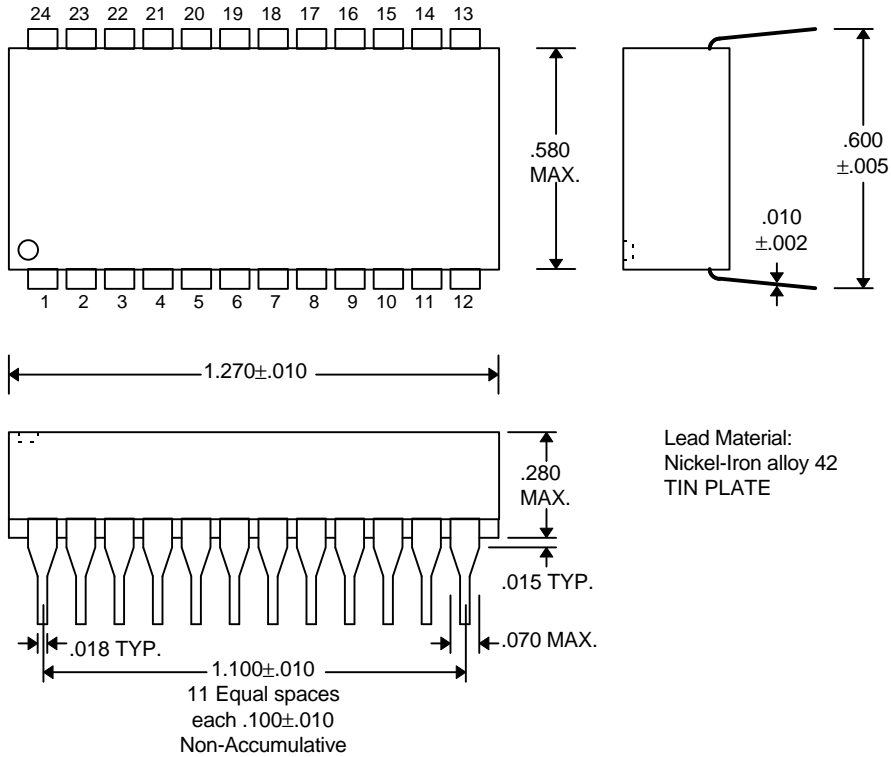 24 23 22 21 20 19 18 17 16 15 14 13
.580
MAX.
.600
±.005
.010
±.002
1 2 3 4 5 6 7 8 9 10 11 12
1.270±.010
.280
MAX.
Lead Material:
Nickel-Iron alloy 42
TIN PLATE
.015 TYP.
.018 TYP.
.070 MAX.
1.100±.010
11 Equal spaces
each .100±.010
Non-Accumulative